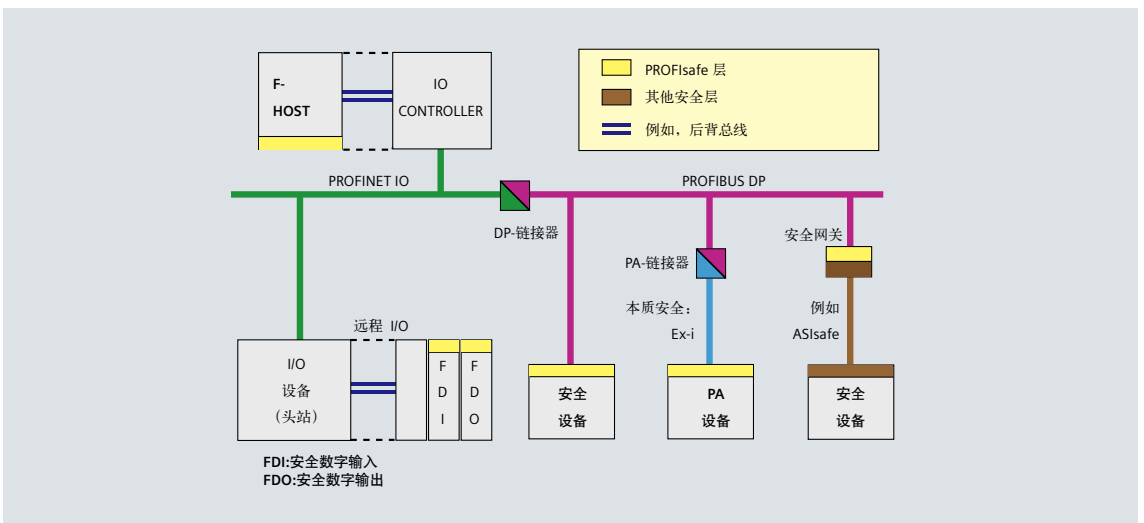 F-
HOST
IO
CONTROLLER
PROFIsafe 层
其他安全层
例如，后背总线
PROFINET IO
PROFIBUS DP
DP-链接器
安全网关
PA-链接器
本质安全：
Ex-i
例如
ASIsafe
远程 I/O
I/O
设备
（头站）
F
D
I
F
D
O
安全
设备
PA
设备
安全
设备
FDI:安全数字输入
FDO:安全数字输出